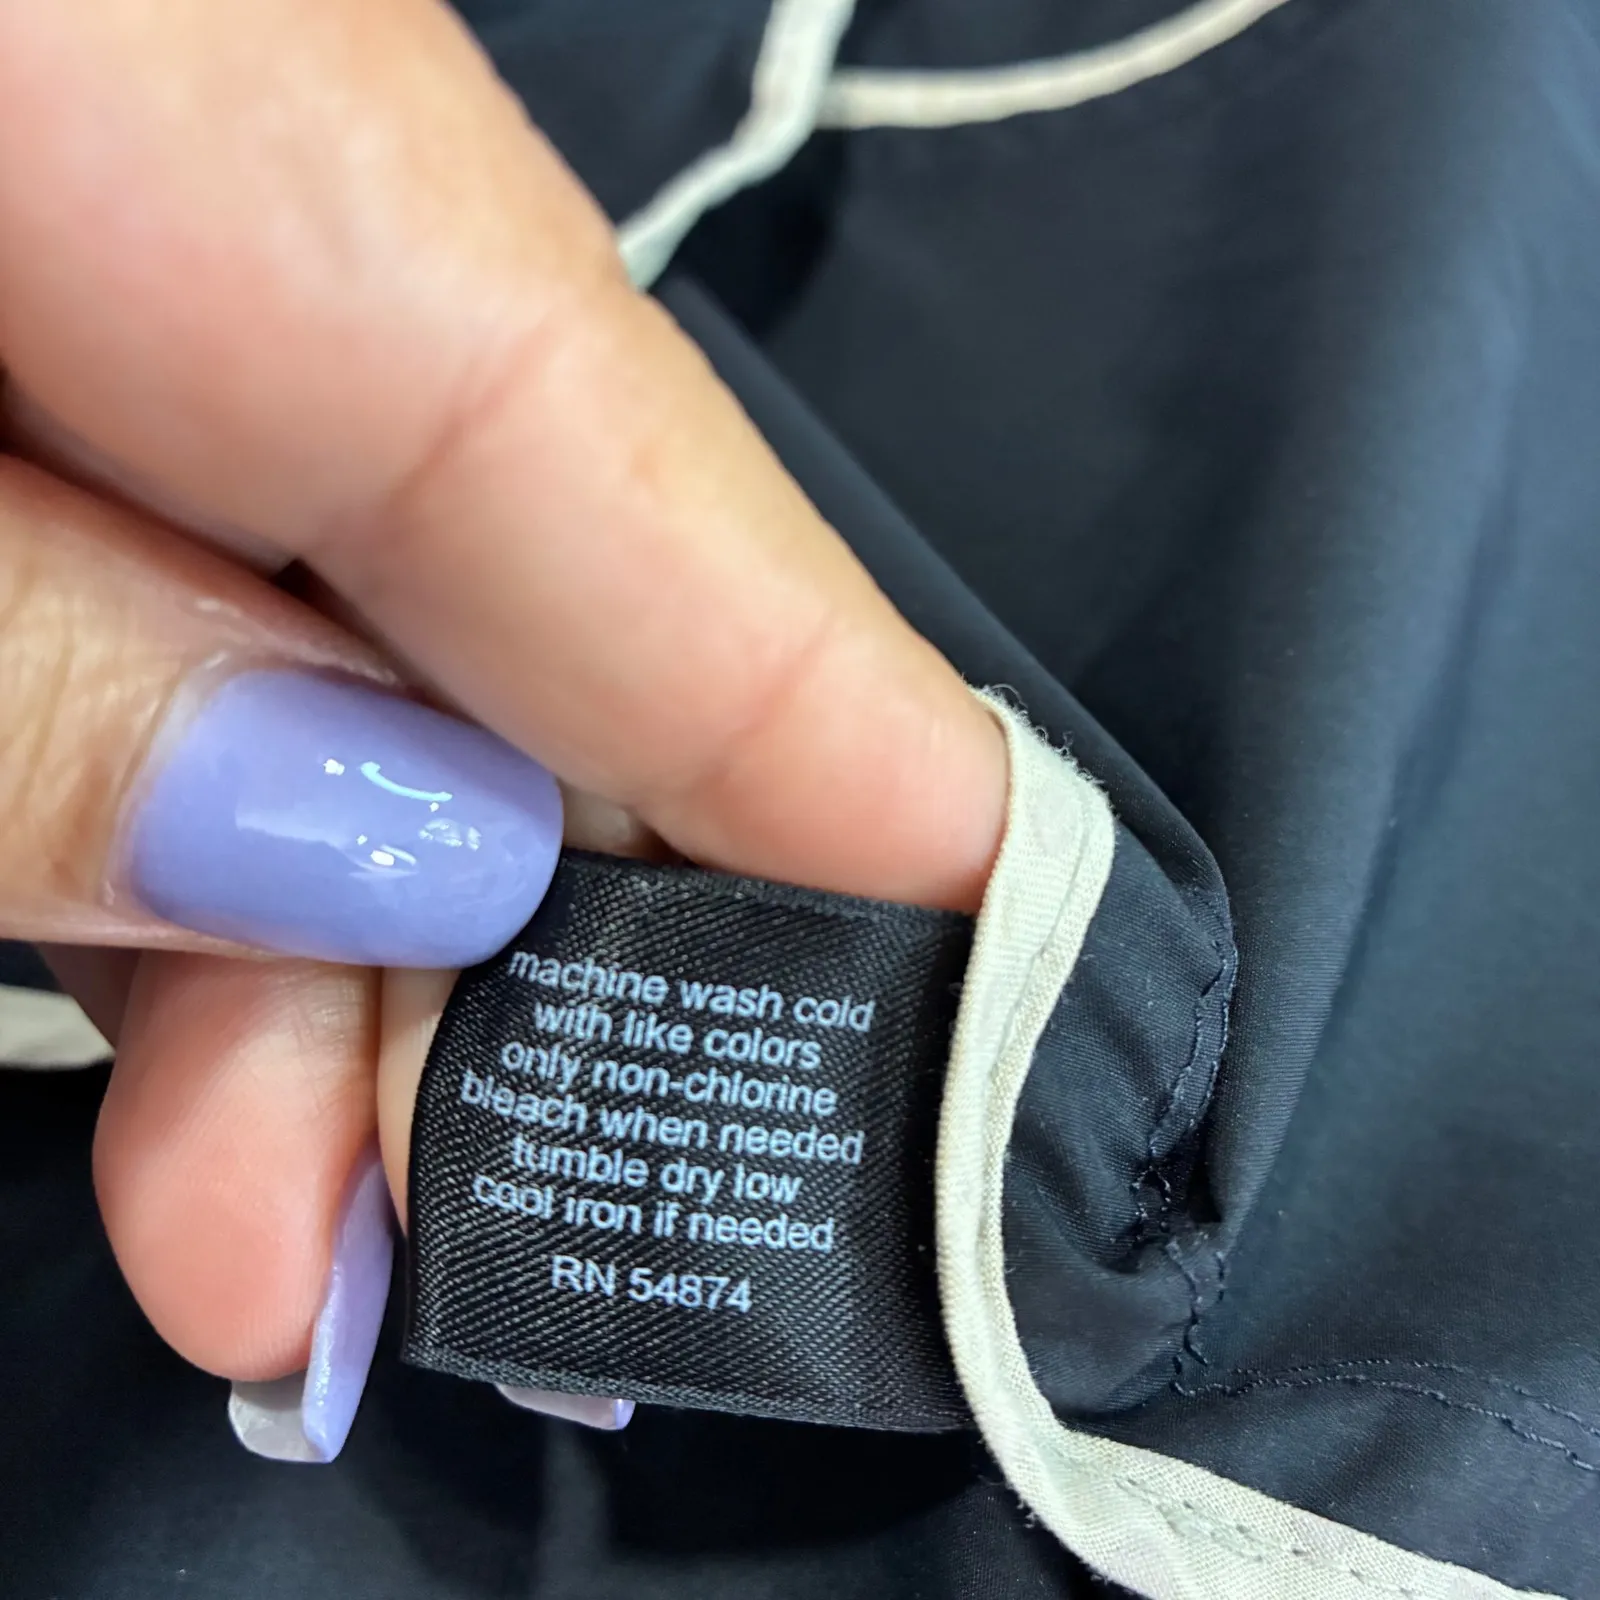 machine wash cold
with like colors
only non-chlorine
bleach when needed
tumble dry low
cool iron if needed
RN 54874